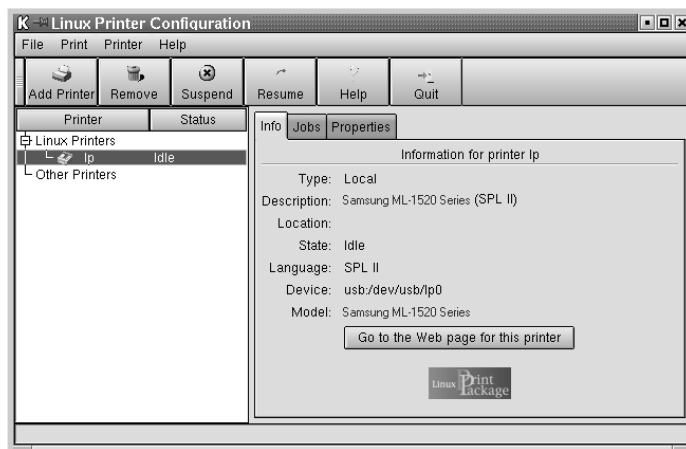 Linux Printer Configuration
File Print Printer Help
Add Printer Remove Suspend Resume Help Quit
Printer Status
Linux Printers
lp Idle
Other Printers
Info Jobs Properties
Information for printer lp
Type: Local
Description: Samsung ML-1520 Series (SPL II)
Location:
State: Idle
Language: SPL II
Device: usb:/dev/usb/lp0
Model: Samsung ML-1520 Series
Go to the Web page for this printer
Linux Print Package